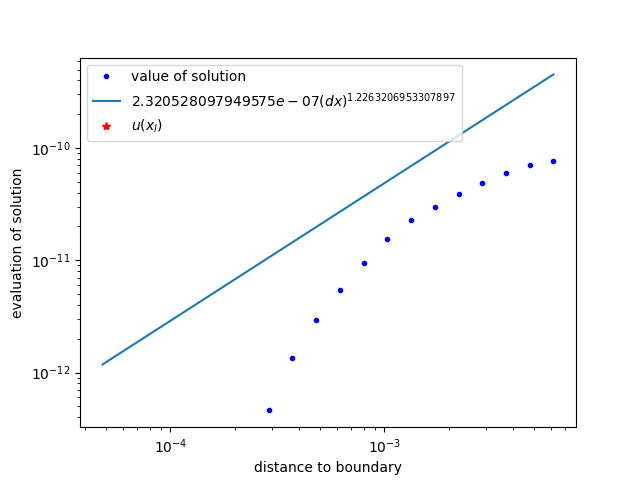 value of solution
2.320528097949575e − 07(dx)^1.2263206953307897
u(x_l)
evaluation of solution
10^−10
10^−11
10^−12
10^−4
10^−3
distance to boundary